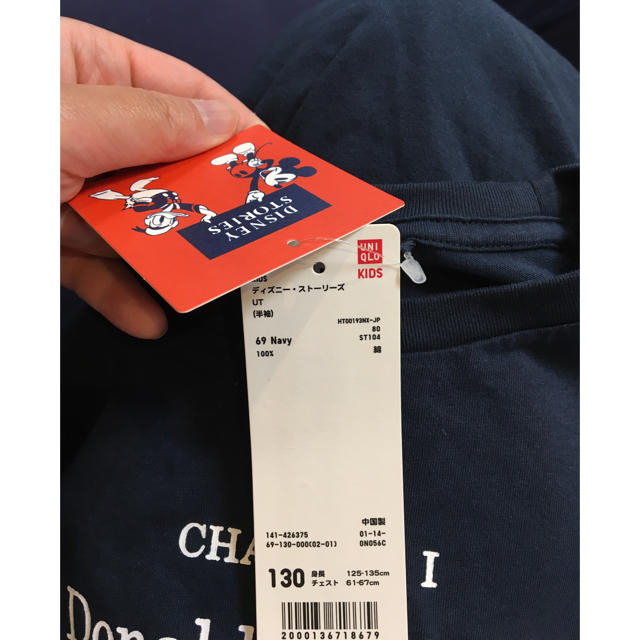 DISNEY
STORIES
UNI
QLO
KIDS
KIDS
ディズニー・ストーリーズ
UT
(半袖)
HT00193NX-JP
80
69 Navy ST104
100% 綿
中国製
141-426375 01-14-
69-130-000(02-01) 0N056C
130 身長 125-135cm
チェスト 61-67cm
2000136718679
CHA I
Donal